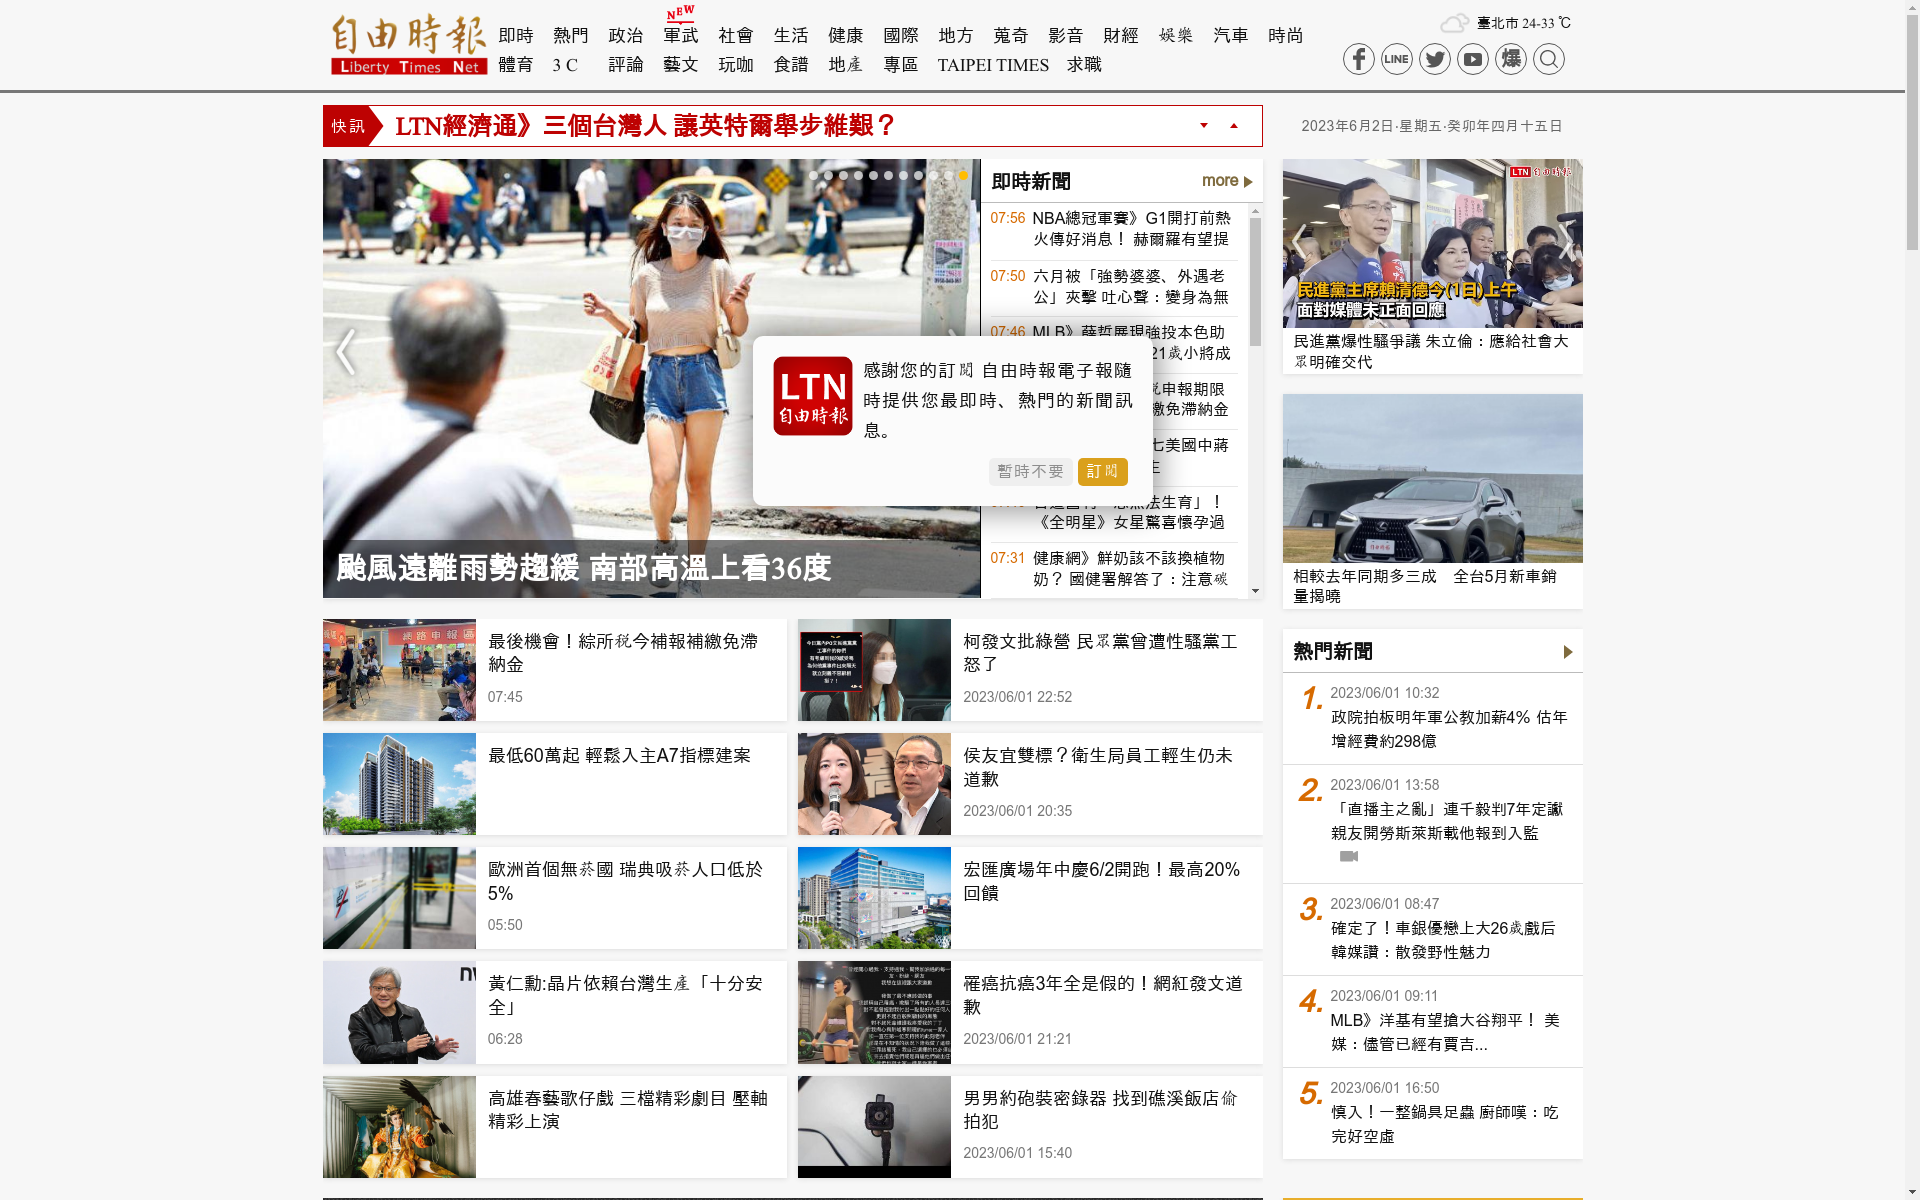 自由時報
Liberty Times Net
即時 熱門 政治 軍武 社會 生活 健康 國際 地方 蒐奇 影音 財經 娛樂 汽車 時尚
NEW
體育 3 C 評論 藝文 玩咖 食譜 地產 專區 TAIPEI TIMES 求職
臺北市 24-33 ℃
LINE
爆
快訊
LTN經濟通》三個台灣人 讓英特爾舉步維艱？
2023年6月2日‧星期五‧癸卯年四月十五日
颱風遠離雨勢趨緩 南部高溫上看36度
即時新聞
more
07:56 NBA總冠軍賽》G1開打前熱
火傳好消息！ 赫爾羅有望提
07:50 六月被「強勢婆婆、外遇老
公」夾擊 吐心聲：變身為無
07:46 MLB》薛哲展現強投本色助
21歲小將成
申報期限
繳免滯納金
七美國中蔣
《全明星》女星驚喜懷孕過
07:31 健康網》鮮奶該不該換植物
奶？ 國健署解答了：注意碳
LTN
自由時報
感謝您的訂閱 自由時報電子報隨
時提供您最即時、熱門的新聞訊
息。
暫時不要
訂閱
LTN 自由時報
民進黨主席賴清德今(1日)上午
面對媒體未正面回應
民進黨爆性騷爭議 朱立倫：應給社會大
眾明確交代
相較去年同期多三成　全台5月新車銷
量揭曉
熱門新聞
1. 2023/06/01 10:32
政院拍板明年軍公教加薪4% 估年
增經費約298億
2. 2023/06/01 13:58
「直播主之亂」連千毅判7年定讞
親友開勞斯萊斯載他報到入監
3. 2023/06/01 08:47
確定了！車銀優戀上大26歲戲后
韓媒讚：散發野性魅力
4. 2023/06/01 09:11
MLB》洋基有望搶大谷翔平！ 美
媒：儘管已經有賈吉...
5. 2023/06/01 16:50
慎入！一整鍋具足蟲 廚師嘆：吃
完好空虛
最後機會！綜所稅今補報補繳免滯
納金
07:45
柯發文批綠營 民眾黨曾遭性騷黨工
怒了
2023/06/01 22:52
最低60萬起 輕鬆入主A7指標建案
侯友宜雙標？衛生局員工輕生仍未
道歉
2023/06/01 20:35
歐洲首個無菸國 瑞典吸菸人口低於
5%
05:50
宏匯廣場年中慶6/2開跑！最高20%
回饋
黃仁勳:晶片依賴台灣生產「十分安
全」
06:28
罹癌抗癌3年全是假的！網紅發文道
歉
2023/06/01 21:21
高雄春藝歌仔戲 三檔精彩劇目 壓軸
精彩上演
男男約砲裝密錄器 找到礁溪飯店偷
拍犯
2023/06/01 15:40